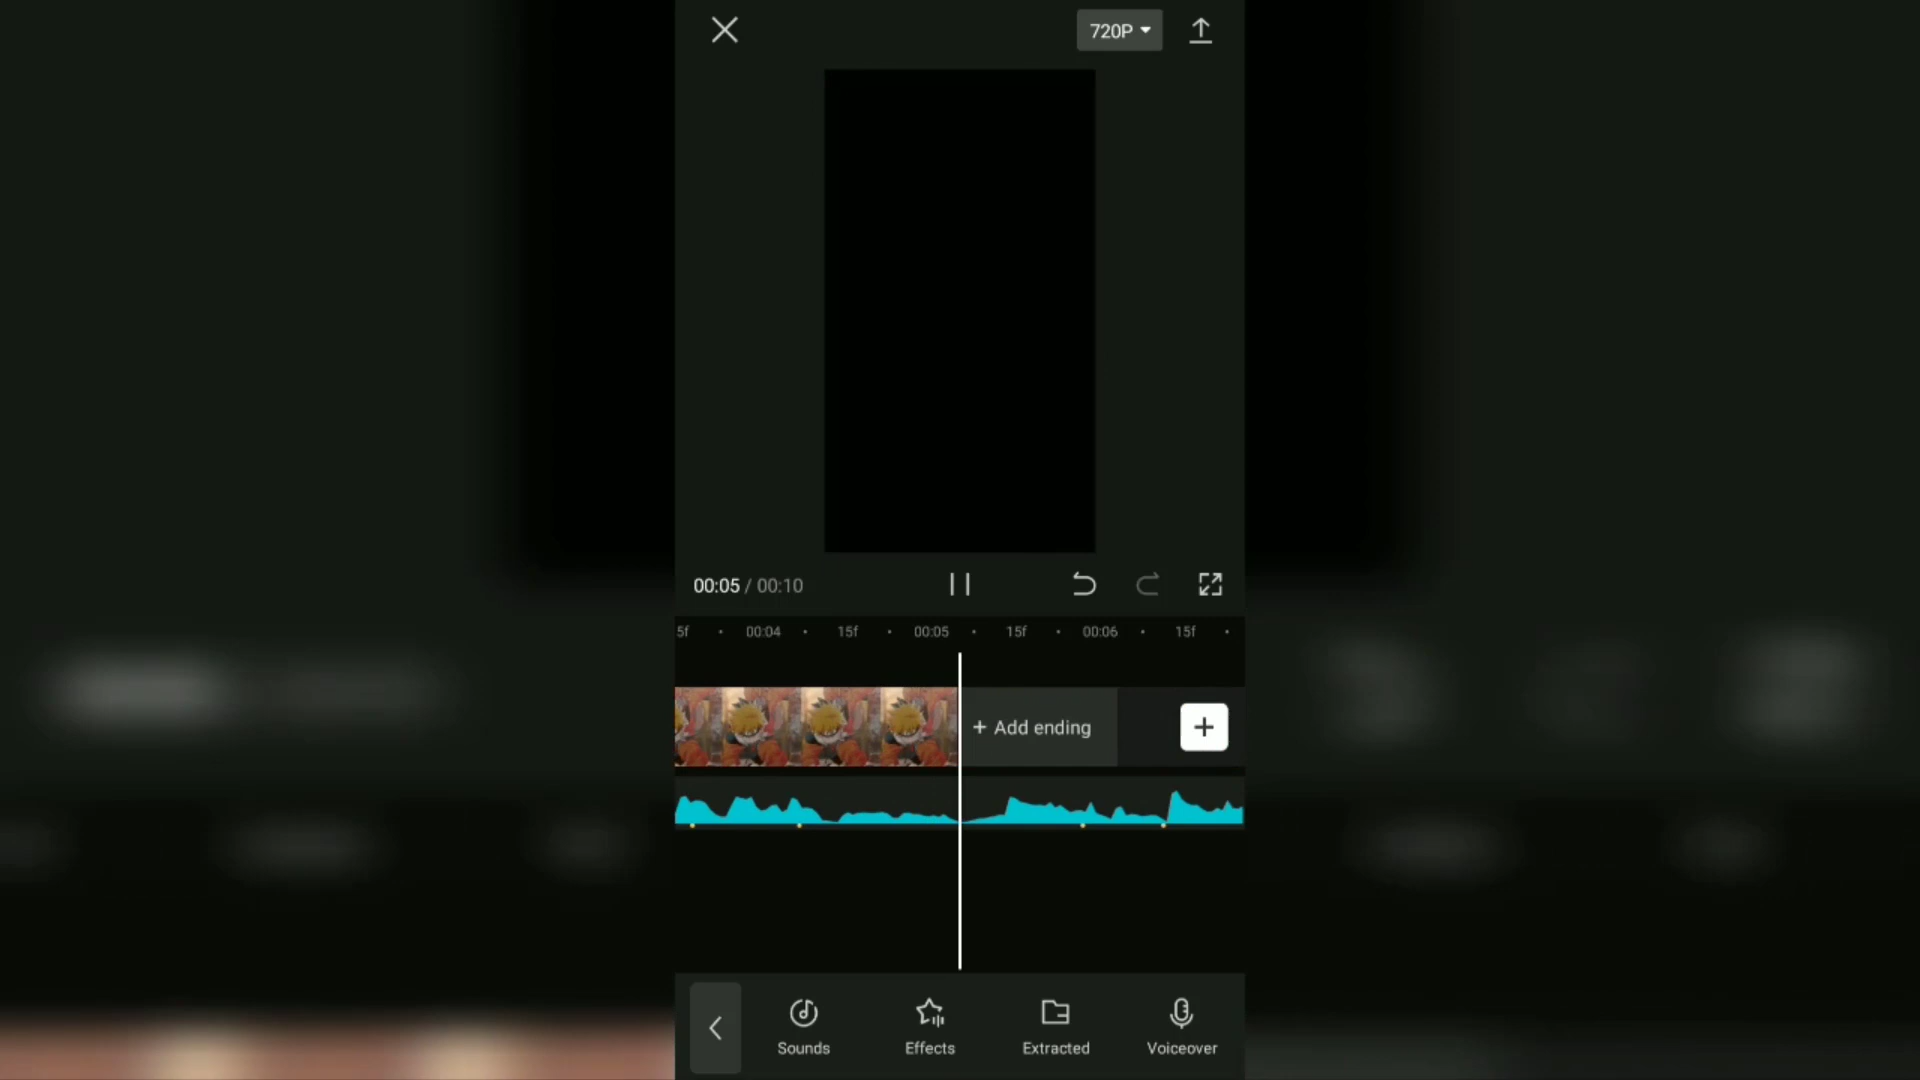 720P
00:05 / 00:10
5f 00:04 15f 00:05 15f 00:06 15f
+ Add ending
Sounds Effects Extracted Voiceover